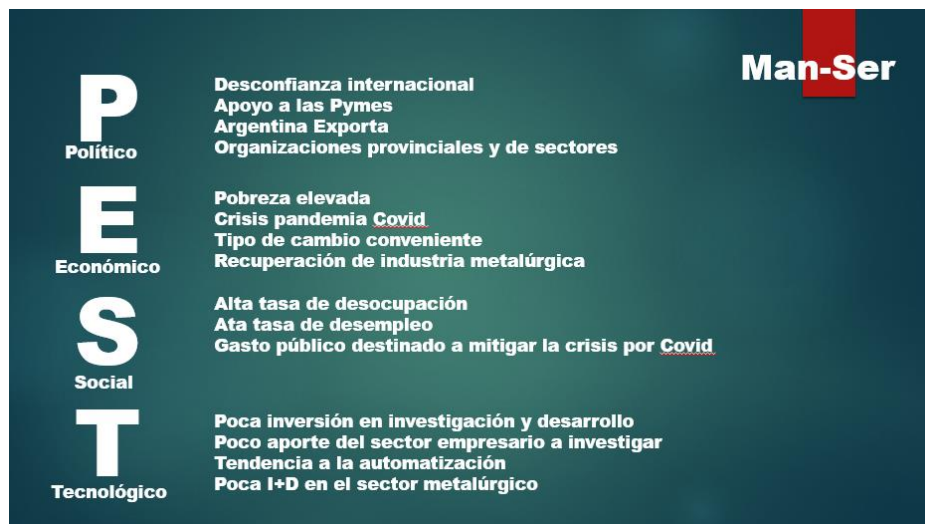 Man-Ser
P
Político
Desconfianza internacional
Apoyo a las Pymes
Argentina Exporta
Organizaciones provinciales y de sectores
E
Económico
Pobreza elevada
Crisis pandemia Covid
Tipo de cambio conveniente
Recuperación de industria metalúrgica
S
Social
Alta tasa de desocupación
Ata tasa de desempleo
Gasto público destinado a mitigar la crisis por Covid
T
Tecnológico
Poca inversión en investigación y desarrollo
Poco aporte del sector empresario a investigar
Tendencia a la automatización
Poca I+D en el sector metalúrgico